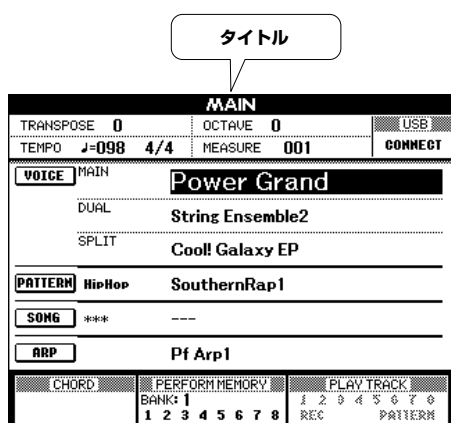 タイトル
MAIN
TRANSPOSE 0 OCTAVE 0 USB
TEMPO ♩=098 4/4 MEASURE 001 CONNECT
VOICE MAIN Power Grand
DUAL String Ensemble2
SPLIT Cool! Galaxy EP
PATTERN HipHop SouthernRap1
SONG *** ---
ARP Pf Arp1
CHORD PERFORM MEMORY PLAY TRACK
BANK: 1 1 2 3 4 5 6 7 8
1 2 3 4 5 6 7 8 REC PATTERN